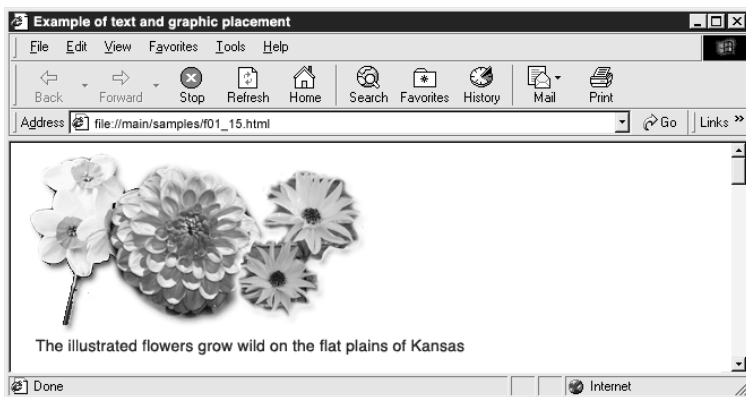 Example of text and graphic placement
File Edit View Favorites Tools Help
Back Forward Stop Refresh Home Search Favorites History Mail Print
Address file://main/samples/f01_15.html Go Links »
The illustrated flowers grow wild on the flat plains of Kansas
Done Internet